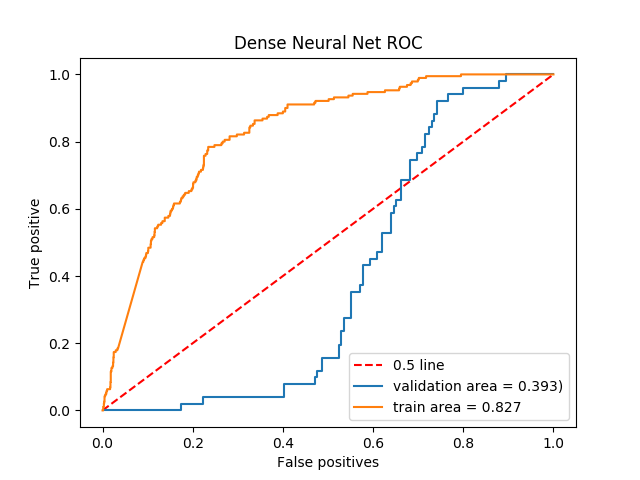 Dense Neural Net ROC
True positive
1.0
0.8
0.6
0.4
0.2
0.0
0.5 line
validation area = 0.393)
train area = 0.827
0.0 0.2 0.4 0.6 0.8 1.0
False positives